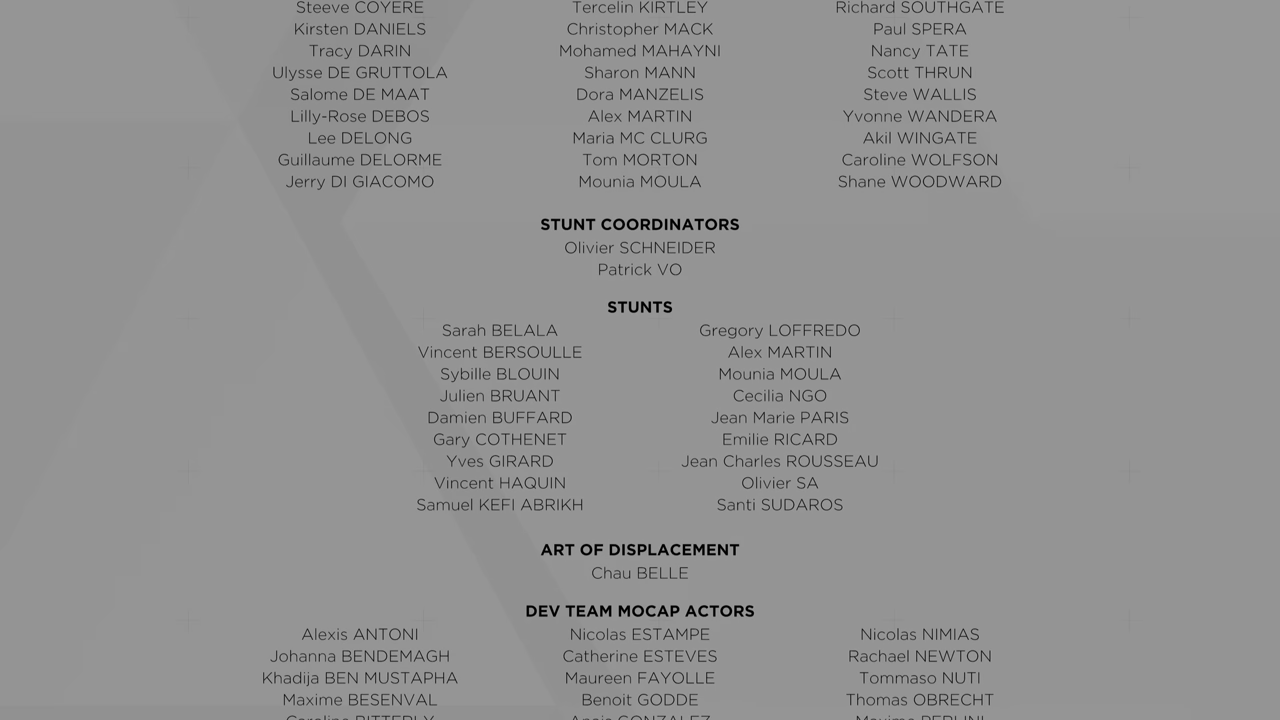 Steeve COYERE Tercelin KIRTLEY Richard SOUTHGATE
Kirsten DANIELS Christopher MACK Paul SPERA
Tracy DARIN Mohamed MAHAYNI Nancy TATE
Ulysse DE GRUTTOLA Sharon MANN Scott THRUN
Salome DE MAAT Dora MANZELIS Steve WALLIS
Lilly-Rose DEBOS Alex MARTIN Yvonne WANDERA
Lee DELONG Maria MC CLURG Akil WINGATE
Guillaume DELORME Tom MORTON Caroline WOLFSON
Jerry DI GIACOMO Mounia MOULA Shane WOODWARD
STUNT COORDINATORS
Olivier SCHNEIDER
Patrick VO
STUNTS
Sarah BELALA Gregory LOFFREDO
Vincent BERSOULLE Alex MARTIN
Sybille BLOUIN Mounia MOULA
Julien BRUANT Cecilia NGO
Damien BUFFARD Jean Marie PARIS
Gary COTHENET Emilie RICARD
Yves GIRARD Jean Charles ROUSSEAU
Vincent HAQUIN Olivier SA
Samuel KEFI ABRIKH Santi SUDAROS
ART OF DISPLACEMENT
Chau BELLE
DEV TEAM MOCAP ACTORS
Alexis ANTONI Nicolas ESTAMPE Nicolas NIMIAS
Johanna BENDEMAGH Catherine ESTEVES Rachael NEWTON
Khadija BEN MUSTAPHA Maureen FAYOLLE Tommaso NUTI
Maxime BESENVAL Benoit GODDE Thomas OBRECHT